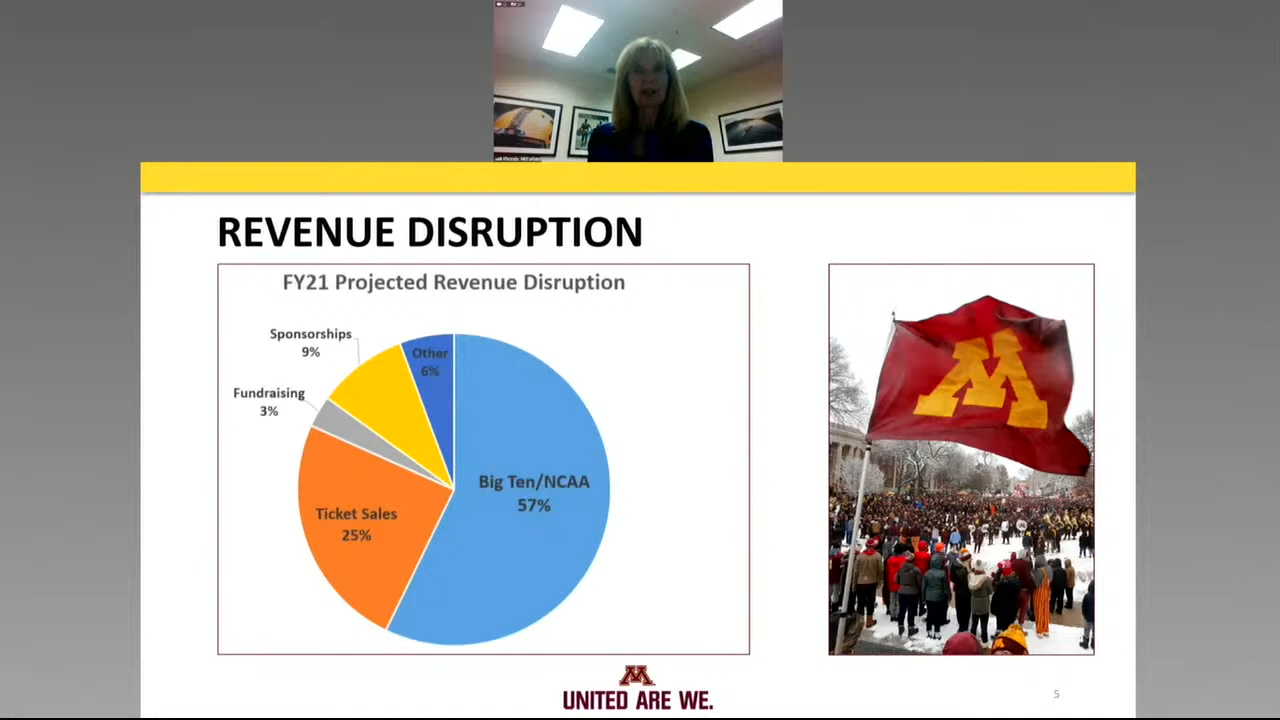 REVENUE DISRUPTION
FY21 Projected Revenue Disruption
Sponsorships
9%
Other
6%
Fundraising
3%
Big Ten/NCAA
57%
Ticket Sales
25%
M
M
UNITED ARE WE.
5